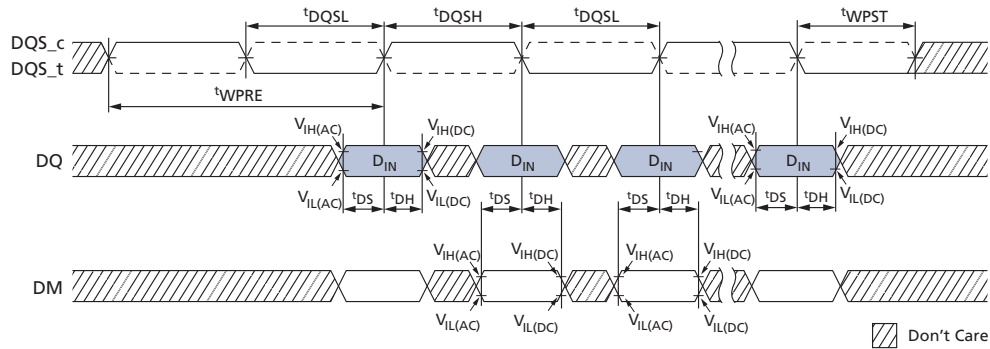 tDQSL tDQSH tDQSL tWPST
DQS_c
DQS_t
tWPRE
VIH(AC) VIH(DC) VIH(AC) VIH(DC)
DQ DIN DIN DIN DIN
VIL(AC) tDS tDH VIL(DC) tDS tDH tDS tDH VIL(AC) tDS tDH VIL(DC)
VIH(AC) VIH(DC) VIH(AC) VIH(DC)
DM
VIL(AC) VIL(DC) VIL(AC) VIL(DC)
Don't Care